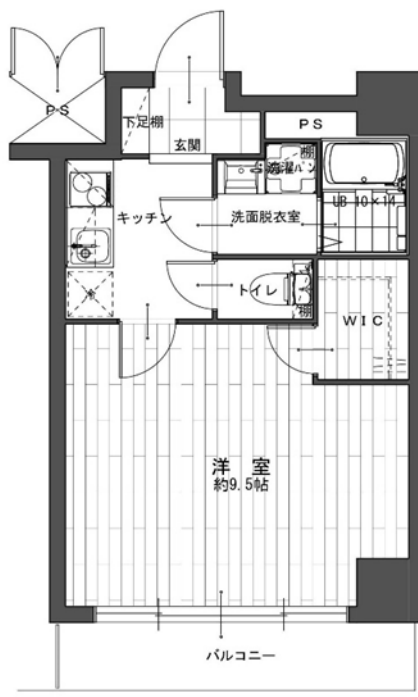 PS
下足棚
玄関
PS
棚
洗濯パン
キッチン
洗面脱衣室
UB 10×14
トイレ
棚
WIC
洋 室
約9.5帖
バルコニー